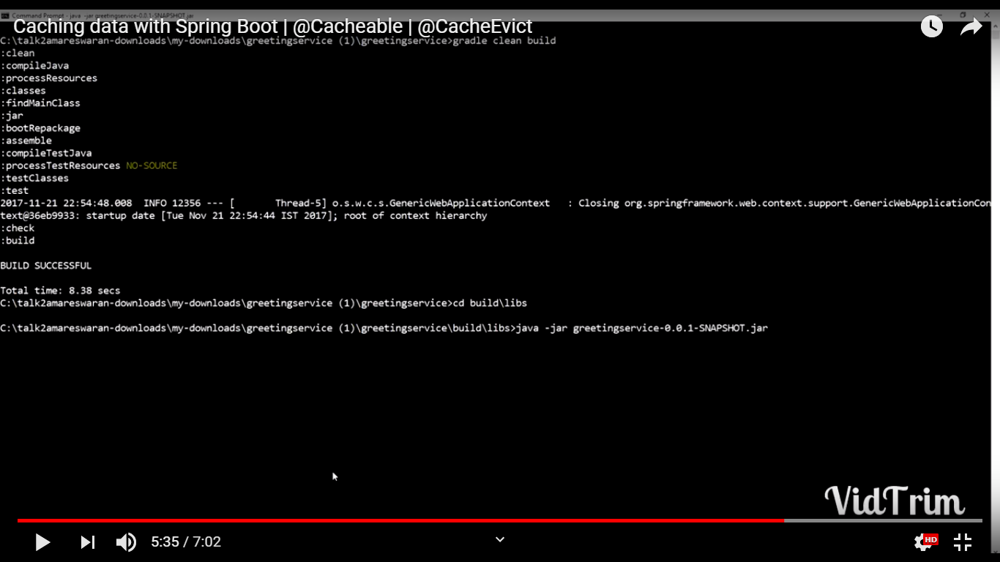 Command Prompt - java -jar greetingservice-0.0.1-SNAPSHOT.jar
Caching data with Spring Boot | @Cacheable | @CacheEvict
C:\talk2amareswaran-downloads\my-downloads\greetingservice (1)\greetingservice>gradle clean build
:clean
:compileJava
:processResources
:classes
:findMainClass
:jar
:bootRepackage
:assemble
:compileTestJava
:processTestResources NO-SOURCE
:testClasses
:test
2017-11-21 22:54:48.008  INFO 12356 --- [       Thread-5] o.s.w.c.s.GenericWebApplicationContext   : Closing org.springframework.web.context.support.GenericWebApplicationCon
text@36eb9933: startup date [Tue Nov 21 22:54:44 IST 2017]; root of context hierarchy
:check
:build
BUILD SUCCESSFUL
Total time: 8.38 secs
C:\talk2amareswaran-downloads\my-downloads\greetingservice (1)\greetingservice>cd build\libs
C:\talk2amareswaran-downloads\my-downloads\greetingservice (1)\greetingservice\build\libs>java -jar greetingservice-0.0.1-SNAPSHOT.jar
VidTrim
5:35 / 7:02
HD